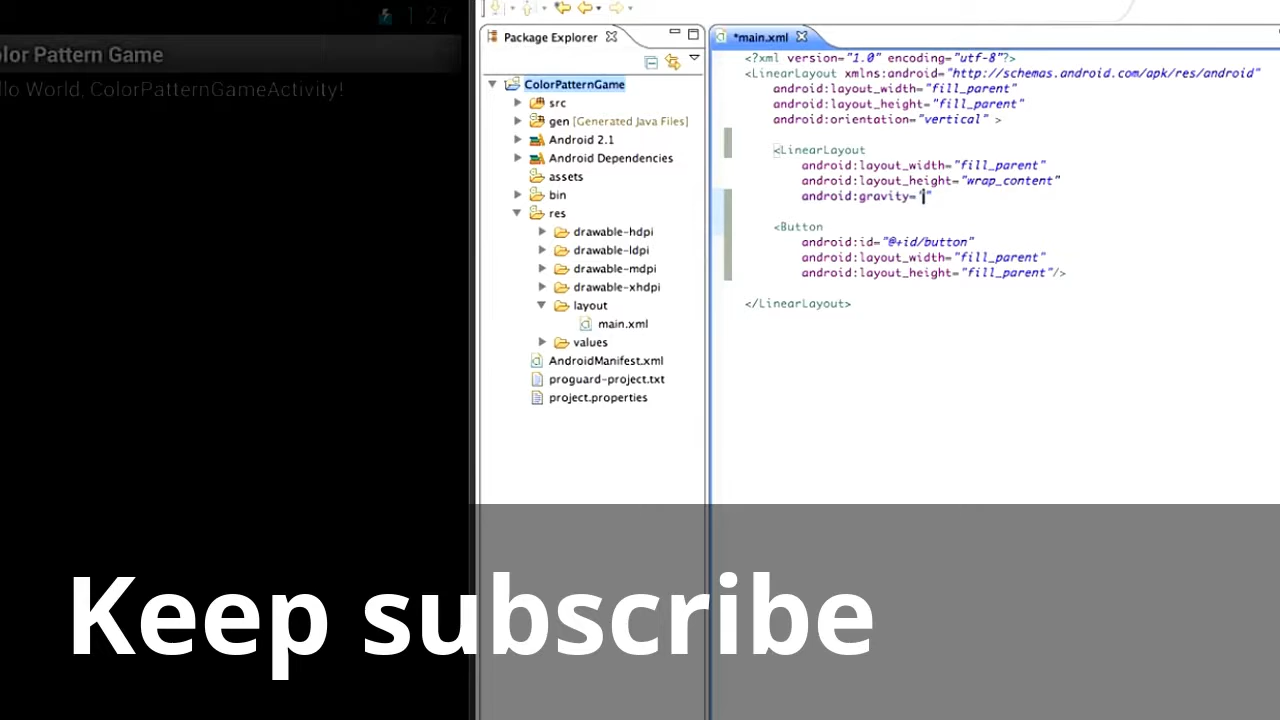 1:27
olor Pattern Game
llo World, ColorPatternGameActivity!
Package Explorer
ColorPatternGame
src
gen [Generated Java Files]
Android 2.1
Android Dependencies
assets
bin
res
drawable-hdpi
drawable-ldpi
drawable-mdpi
drawable-xhdpi
layout
main.xml
values
AndroidManifest.xml
proguard-project.txt
project.properties
*main.xml
<?xml version="1.0" encoding="utf-8"?>
<LinearLayout xmlns:android="http://schemas.android.com/apk/res/android"
android:layout_width="fill_parent"
android:layout_height="fill_parent"
android:orientation="vertical" >
<LinearLayout
android:layout_width="fill_parent"
android:layout_height="wrap_content"
android:gravity=""
<Button
android:id="@+id/button"
android:layout_width="fill_parent"
android:layout_height="fill_parent"/>
</LinearLayout>
Keep subscribe